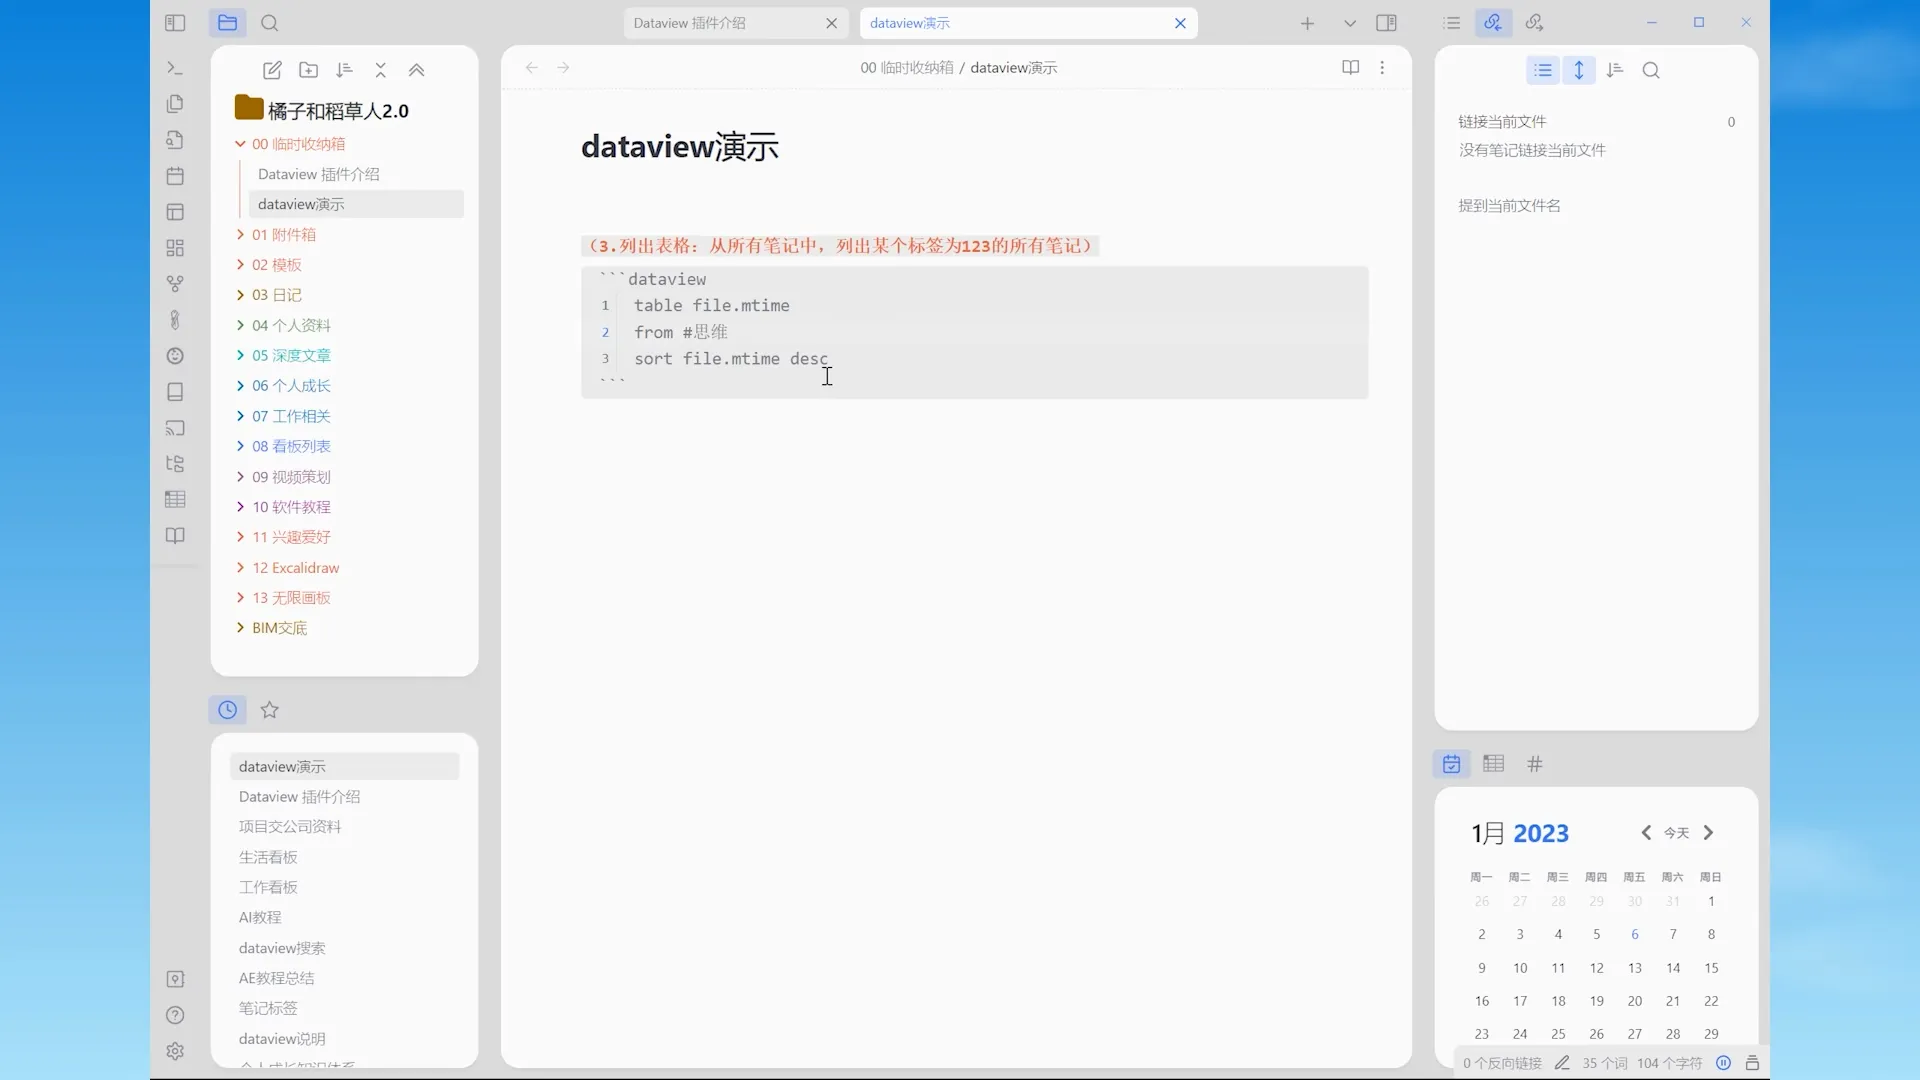 Dataview 插件介绍
dataview演示
橘子和稻草人2.0
00 临时收纳箱
Dataview 插件介绍
dataview演示
01 附件箱
02 模板
03 日记
04 个人资料
05 深度文章
06 个人成长
07 工作相关
08 看板列表
09 视频策划
10 软件教程
11 兴趣爱好
12 Excalidraw
13 无限画板
BIM交底
dataview演示
Dataview 插件介绍
项目交公司资料
生活看板
工作看板
AI教程
dataview搜索
AE教程总结
笔记标签
dataview说明
00 临时收纳箱 / dataview演示
dataview演示
（3.列出表格：从所有笔记中，列出某个标签为123的所有笔记）
```dataview
1 table file.mtime
2 from #思维
3 sort file.mtime desc
```
链接当前文件 0
没有笔记链接当前文件
提到当前文件名
1月 2023 今天
周一 周二 周三 周四 周五 周六 周日
26 27 28 29 30 31 1
2 3 4 5 6 7 8
9 10 11 12 13 14 15
16 17 18 19 20 21 22
23 24 25 26 27 28 29
0 个反向链接 35 个词 104 个字符